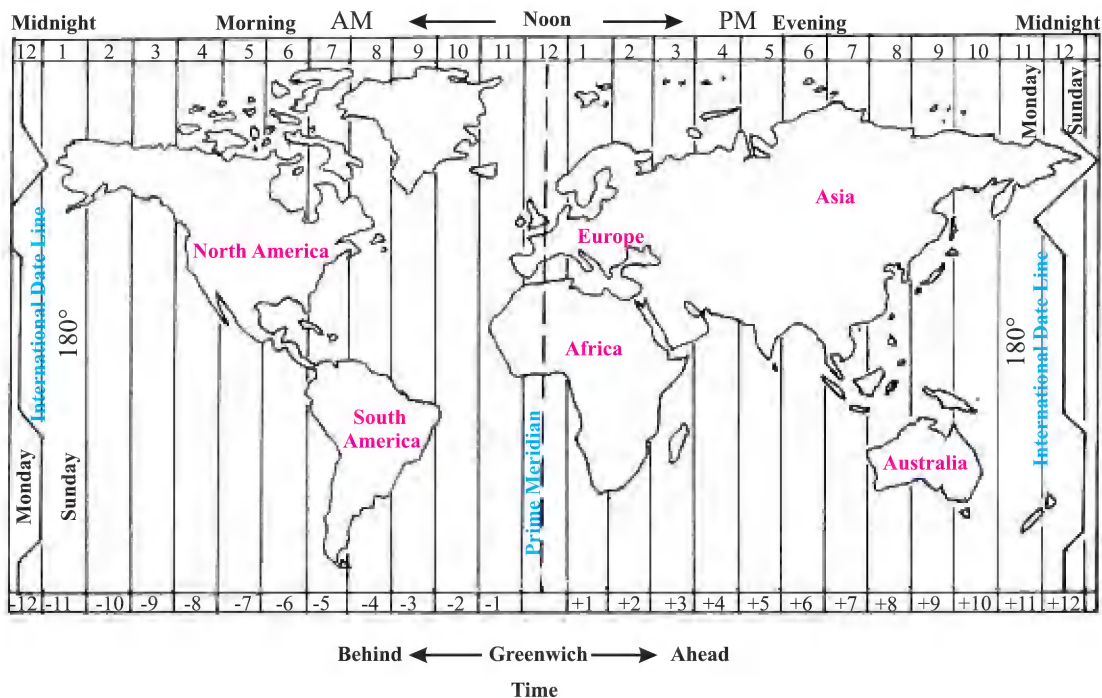 Midnight Morning AM Noon PM Evening Midnight
12 1 2 3 4 5 6 7 8 9 10 11 12 1 2 3 4 5 6 7 8 9 10 11 12
Monday
Sunday
Asia
North America
Europe
International Date Line
180°
Africa
180°
International Date Line
South
America
Prime Meridian
Australia
Monday
Sunday
-12 -11 -10 -9 -8 -7 -6 -5 -4 -3 -2 -1 +1 +2 +3 +4 +5 +6 +7 +8 +9 +10 +11 +12
Behind Greenwich Ahead
Time